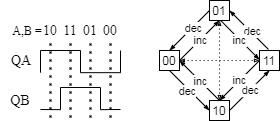 A,B = 10 11 01 00
QA
QB
01
dec
dec
inc
inc
00
11
inc
inc
dec
dec
10